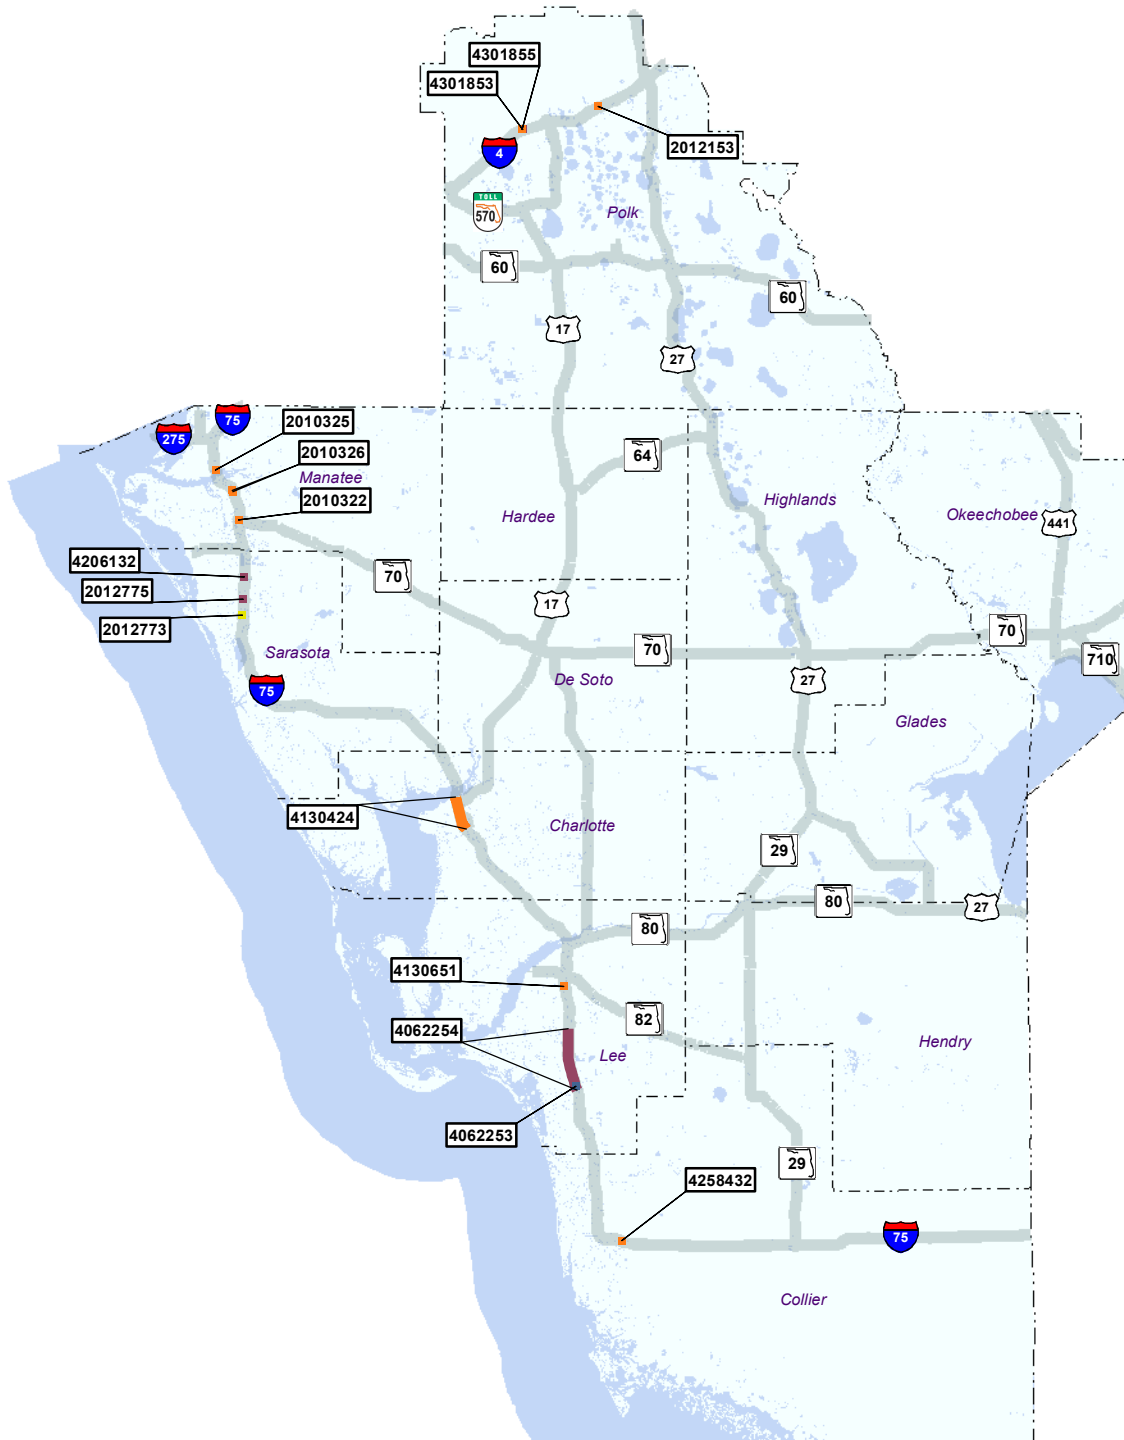 4301855
4301853
4
2012153
TOLL
570
Polk
60
60
17
27
75
275
2010325
2010326
Manatee
2010322
64
Highlands
Hardee
Okeechobee
441
4206132
2012775
2012773
70
17
Sarasota
70
70
710
De Soto
27
75
Glades
4130424
Charlotte
29
80
27
80
4130651
4062254
82
Lee
Hendry
4062253
29
4258432
75
Collier